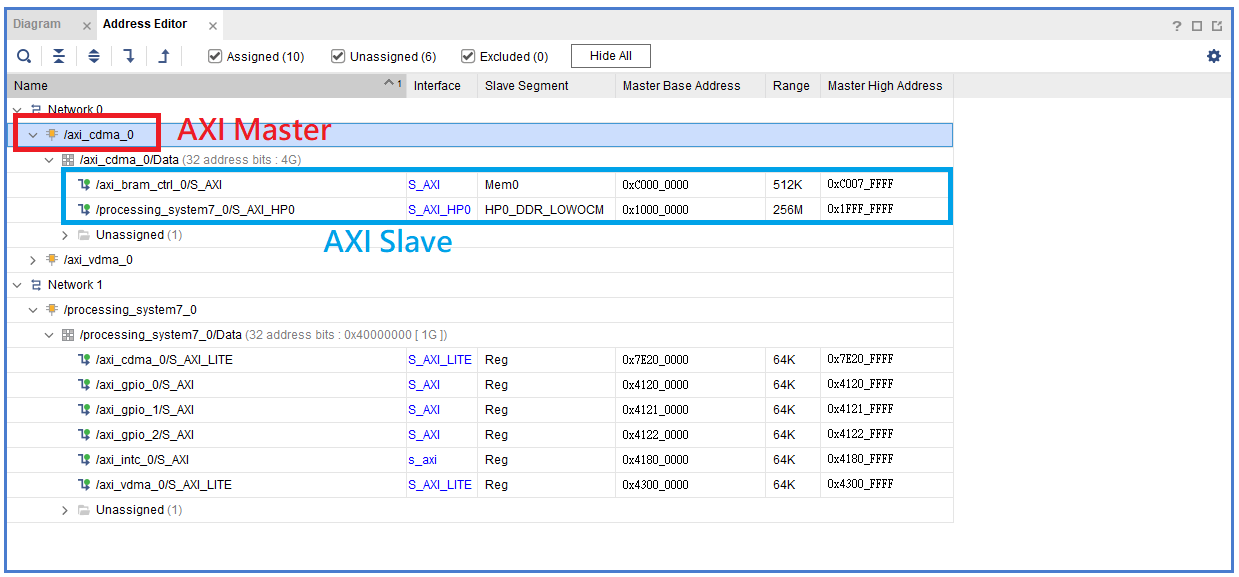 Diagram × Address Editor ×
Assigned (10) Unassigned (6) Excluded (0) Hide All
Name 1 Interface Slave Segment Master Base Address Range Master High Address
Network 0
/axi_cdma_0 AXI Master
/axi_cdma_0/Data (32 address bits : 4G)
/axi_bram_ctrl_0/S_AXI S_AXI Mem0 0xC000_0000 512K 0xC007_FFFF
/processing_system7_0/S_AXI_HP0 S_AXI_HP0 HP0_DDR_LOWOCM 0x1000_0000 256M 0x1FFF_FFFF
Unassigned (1) AXI Slave
/axi_vdma_0
Network 1
/processing_system7_0
/processing_system7_0/Data (32 address bits : 0x40000000 [ 1G ])
/axi_cdma_0/S_AXI_LITE S_AXI_LITE Reg 0x7E20_0000 64K 0x7E20_FFFF
/axi_gpio_0/S_AXI S_AXI Reg 0x4120_0000 64K 0x4120_FFFF
/axi_gpio_1/S_AXI S_AXI Reg 0x4121_0000 64K 0x4121_FFFF
/axi_gpio_2/S_AXI S_AXI Reg 0x4122_0000 64K 0x4122_FFFF
/axi_intc_0/S_AXI s_axi Reg 0x4180_0000 64K 0x4180_FFFF
/axi_vdma_0/S_AXI_LITE S_AXI_LITE Reg 0x4300_0000 64K 0x4300_FFFF
Unassigned (1)